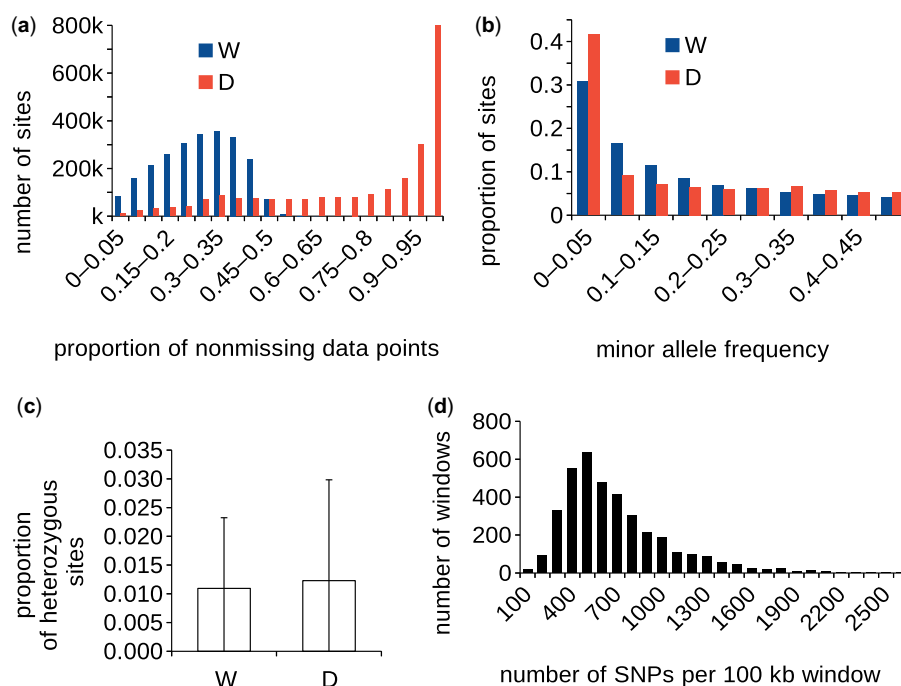 (a)
800k
600k
400k
200k
k
number of sites
W
D
0–0.05
0.15–0.2
0.3–0.35
0.45–0.5
0.6–0.65
0.75–0.8
0.9–0.95
proportion of nonmissing data points
(b)
0.4
0.3
0.2
0.1
0
proportion of sites
W
D
0–0.05
0.1–0.15
0.2–0.25
0.3–0.35
0.4–0.45
minor allele frequency
(c)
0.035
0.030
0.025
0.020
0.015
0.010
0.005
0.000
proportion
of heterozygous
sites
W
D
(d)
800
600
400
200
0
number of windows
100
400
700
1000
1300
1600
1900
2200
2500
number of SNPs per 100 kb window